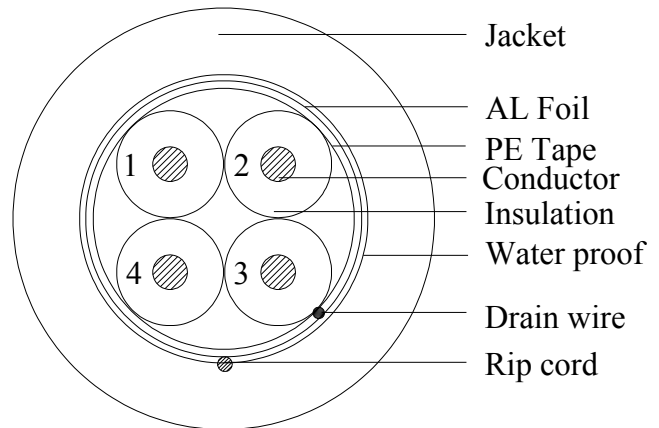 Jacket
AL Foil
1
2
PE Tape
Conductor
Insulation
Water proof
4
3
Drain wire
Rip cord